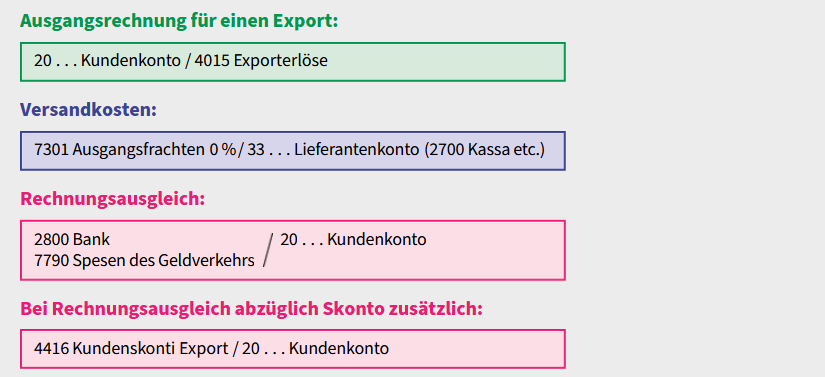 Ausgangsrechnung für einen Export:
20 . . . Kundenkonto / 4015 Exporterlöse
Versandkosten:
7301 Ausgangsfrachten 0 % / 33 . . . Lieferantenkonto (2700 Kassa etc.)
Rechnungsausgleich:
2800 Bank / 20 . . . Kundenkonto
7790 Spesen des Geldverkehrs
Bei Rechnungsausgleich abzüglich Skonto zusätzlich:
4416 Kundenskonti Export / 20 . . . Kundenkonto